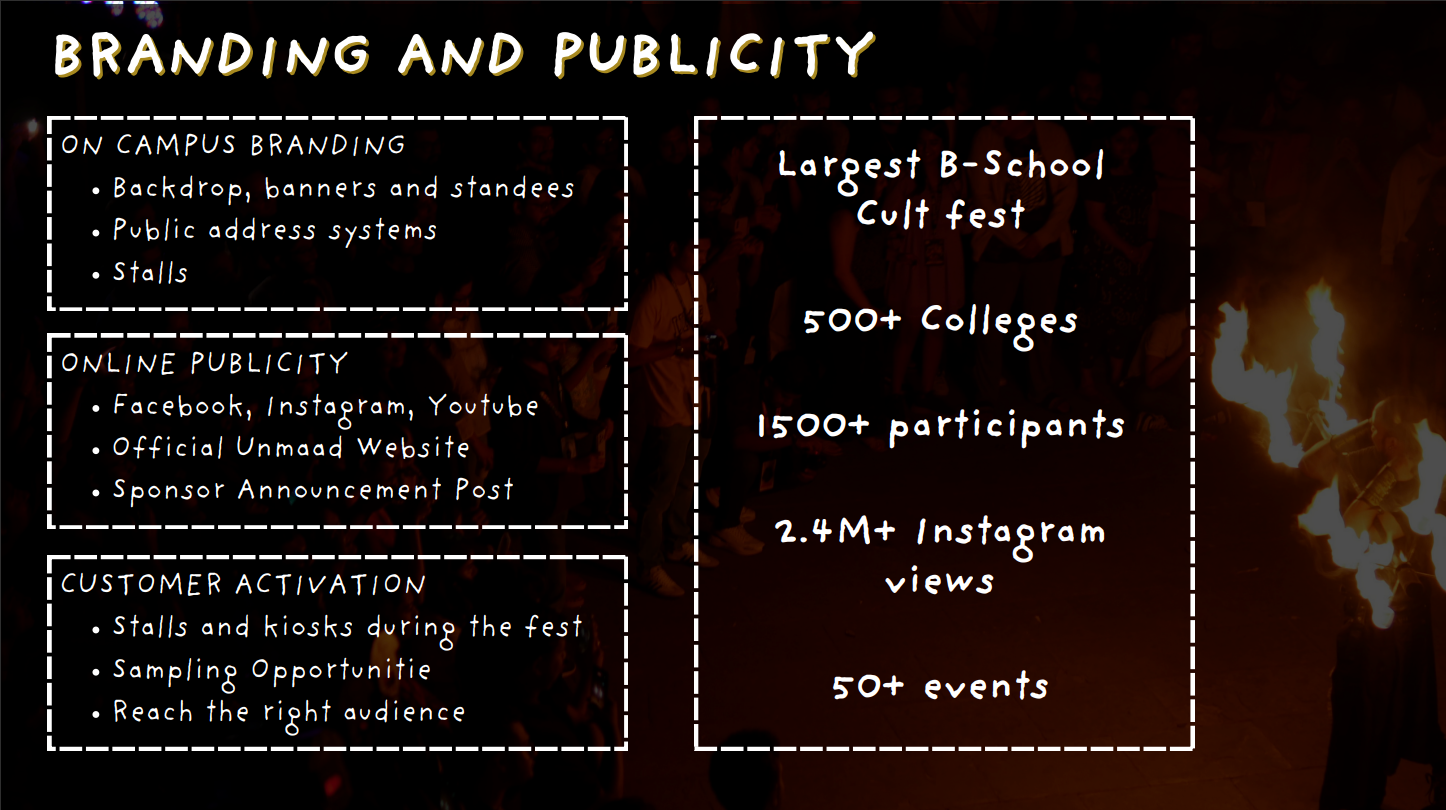 BRANDING AND PUBLICITY
ON CAMPUS BRANDING
• Backdrop, banners and standees
• Public address systems
• Stalls
ONLINE PUBLICITY
• Facebook, Instagram, Youtube
• Official Unmaad Website
• Sponsor Announcement Post
CUSTOMER ACTIVATION
• Stalls and kiosks during the fest
• Sampling Opportunitie
• Reach the right audience
Largest B-School
Cult fest
500+ Colleges
1500+ participants
2.4M+ Instagram
views
50+ events